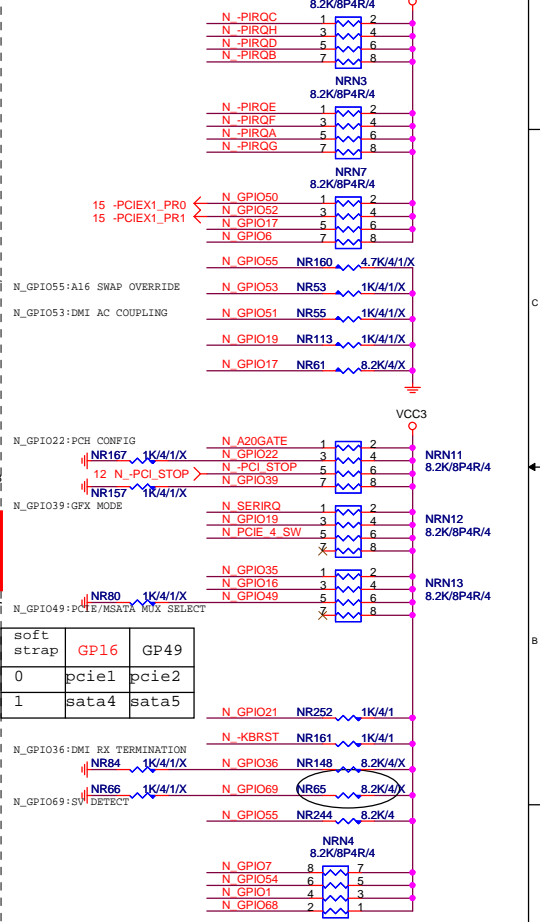 8.2K/8P4R/4
N_-PIRQC 1 2
N_-PIRQH 3 4
N_-PIRQD 5 6
N_-PIRQB 7 8
NRN3
8.2K/8P4R/4
N_-PIRQE 1 2
N_-PIRQF 3 4
N_-PIRQA 5 6
N_-PIRQG 7 8
NRN7
8.2K/8P4R/4
15 -PCIEX1_PR0 N_GPIO50 1 2
15 -PCIEX1_PR1 N_GPIO52 3 4
N_GPIO17 5 6
N_GPIO6 7 8
N_GPIO55 NR160 4.7K/4/1/X
N_GPIO55:A16 SWAP OVERRIDE
N_GPIO53 NR53 1K/4/1/X
C
N_GPIO53:DMI AC COUPLING
N_GPIO51 NR55 1K/4/1/X
N_GPIO19 NR113 1K/4/1/X
N_GPIO17 NR61 8.2K/4/X
VCC3
N_GPIO22:PCH CONFIG
N_A20GATE 1 2
NR167 1K/4/1/X N_GPIO22 3 4 NRN11
12 N_-PCI_STOP N_-PCI_STOP 5 6 8.2K/8P4R/4
N_GPIO39 7 8
NR157 1K/4/1/X
N_GPIO39:GFX MODE
N_SERIRQ 1 2
N_GPIO19 3 4 NRN12
N_PCIE_4_SW 5 6 8.2K/8P4R/4
7 8
N_GPIO35 1 2
N_GPIO16 3 4 NRN13
NR80 1K/4/1/X N_GPIO49 5 6 8.2K/8P4R/4
N_GPIO49:PCIE/MSATA MUX SELECT
7 8
soft strap GP16 GP49
B
0 pcie1 pcie2
1 sata4 sata5
N_GPIO21 NR252 1K/4/1
N_-KBRST NR161 1K/4/1
N_GPIO36:DMI RX TERMINATION
NR84 1K/4/1/X N_GPIO36 NR148 8.2K/4/X
NR66 1K/4/1/X N_GPIO69 NR65 8.2K/4/X
N_GPIO69:SV DETECT
N_GPIO55 NR244 8.2K/4
NRN4
8.2K/8P4R/4
N_GPIO7 8 7
N_GPIO54 6 5
N_GPIO1 4 3
N_GPIO68 2 1